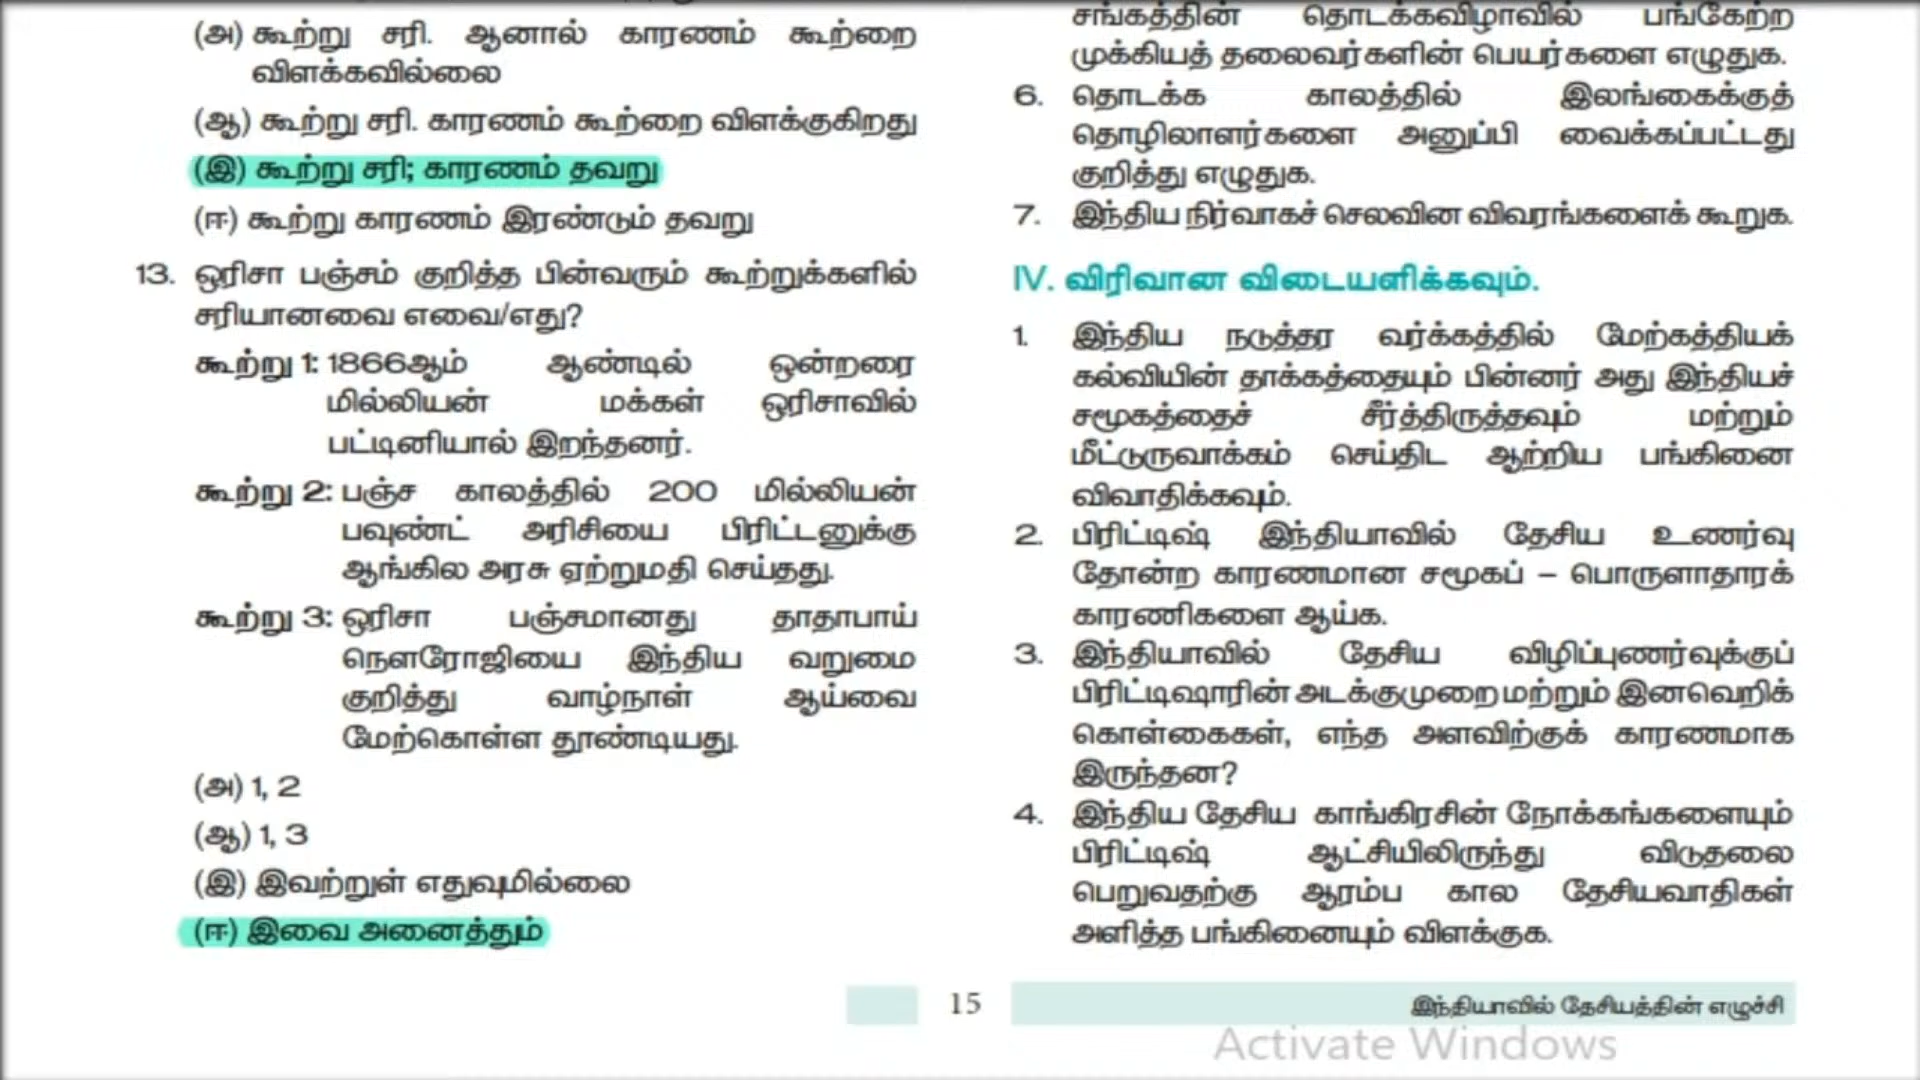 (அ) கூற்று சரி. ஆனால் காரணம் கூற்றை
விளக்கவில்லை
(ஆ) கூற்று சரி. காரணம் கூற்றை விளக்குகிறது
(இ) கூற்று சரி; காரணம் தவறு
(ஈ) கூற்று காரணம் இரண்டும் தவறு
13. ஒரிசா பஞ்சம் குறித்த பின்வரும் கூற்றுக்களில்
சரியானவை எவை/எது?
கூற்று 1: 1866ஆம் ஆண்டில் ஒன்றரை
மில்லியன் மக்கள் ஒரிசாவில்
பட்டினியால் இறந்தனர்.
கூற்று 2: பஞ்ச காலத்தில் 200 மில்லியன்
பவுண்ட் அரிசியை பிரிட்டனுக்கு
ஆங்கில அரசு ஏற்றுமதி செய்தது.
கூற்று 3: ஒரிசா பஞ்சமானது தாதாபாய்
நௌரோஜியை இந்திய வறுமை
குறித்து வாழ்நாள் ஆய்வை
மேற்கொள்ள தூண்டியது.
(அ) 1, 2
(ஆ) 1, 3
(இ) இவற்றுள் எதுவுமில்லை
(ஈ) இவை அனைத்தும்
சங்கத்தின் தொடக்கவிழாவில் பங்கேற்ற
முக்கியத் தலைவர்களின் பெயர்களை எழுதுக.
6. தொடக்க காலத்தில் இலங்கைக்குத்
தொழிலாளர்களை அனுப்பி வைக்கப்பட்டது
குறித்து எழுதுக.
7. இந்திய நிர்வாகச் செலவின விவரங்களைக் கூறுக.
IV. விரிவான விடையளிக்கவும்.
1. இந்திய நடுத்தர வர்க்கத்தில் மேற்கத்தியக்
கல்வியின் தாக்கத்தையும் பின்னர் அது இந்தியச்
சமூகத்தைச் சீர்த்திருத்தவும் மற்றும்
மீட்டுருவாக்கம் செய்திட ஆற்றிய பங்கினை
விவாதிக்கவும்.
2. பிரிட்டிஷ் இந்தியாவில் தேசிய உணர்வு
தோன்ற காரணமான சமூகப் – பொருளாதாரக்
காரணிகளை ஆய்க.
3. இந்தியாவில் தேசிய விழிப்புணர்வுக்குப்
பிரிட்டிஷாரின் அடக்குமுறை மற்றும் இனவெறிக்
கொள்கைகள், எந்த அளவிற்குக் காரணமாக
இருந்தன?
4. இந்திய தேசிய காங்கிரசின் நோக்கங்களையும்
பிரிட்டிஷ் ஆட்சியிலிருந்து விடுதலை
பெறுவதற்கு ஆரம்ப கால தேசியவாதிகள்
அளித்த பங்கினையும் விளக்குக.
15
இந்தியாவில் தேசியத்தின் எழுச்சி
Activate Windows